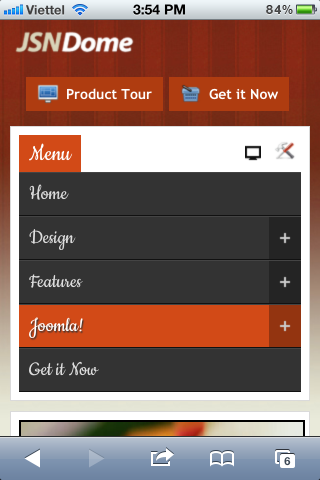 Viettel 3:54 PM 84%
JSNDome
Product Tour Get it Now
Menu
Home
Design +
Features +
Joomla! +
Get it Now
6